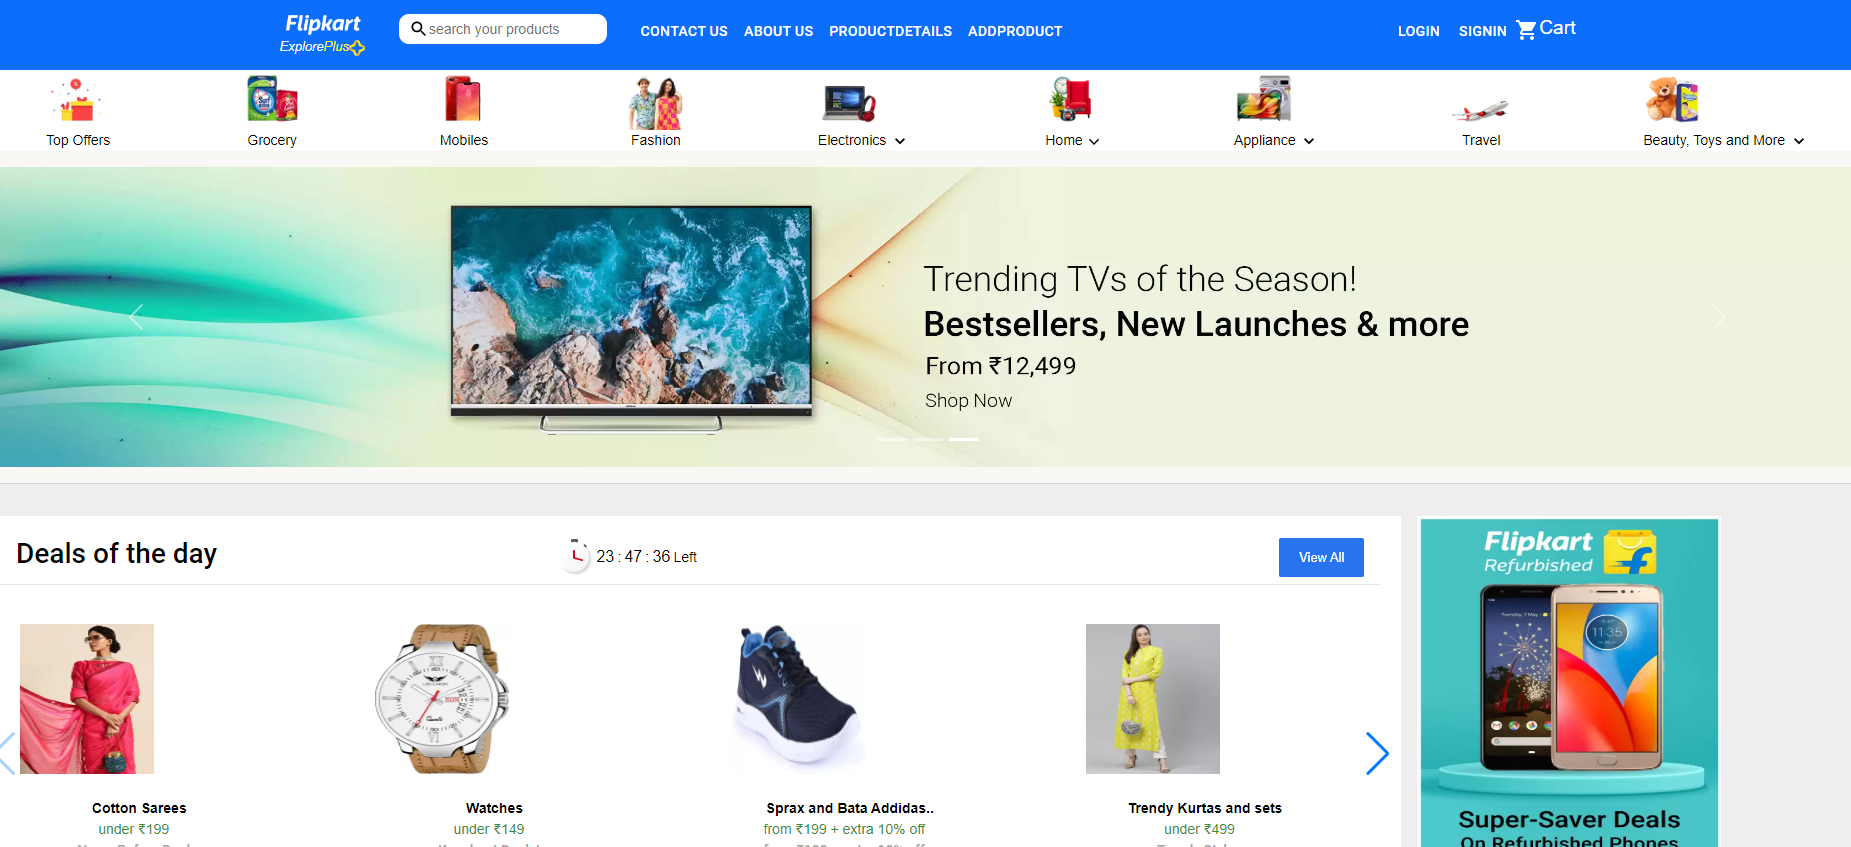 Flipkart
ExplorePlus
search your products
CONTACT US ABOUT US PRODUCTDETAILS ADDPRODUCT
LOGIN SIGNIN Cart
Top Offers Grocery Mobiles Fashion Electronics Home Appliance Travel Beauty, Toys and More
Trending TVs of the Season!
Bestsellers, New Launches & more
From ₹12,499
Shop Now
Deals of the day
23 : 47 : 36 Left
View All
Cotton Sarees
under ₹199
Watches
under ₹149
Sprax and Bata Addidas..
from ₹199 + extra 10% off
Trendy Kurtas and sets
under ₹499
Flipkart
Refurbished
11:35
Super-Saver Deals
On Refurbished Phones